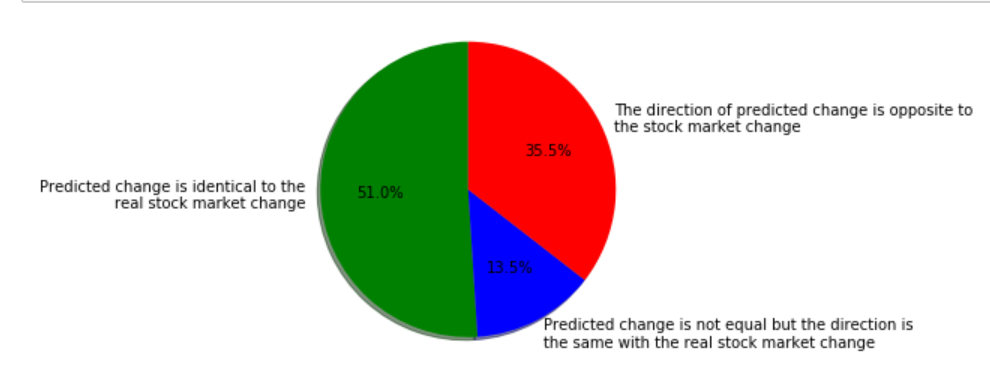 The direction of predicted change is opposite to
the stock market change
35.5%
Predicted change is identical to the
real stock market change
51.0%
13.5%
Predicted change is not equal but the direction is
the same with the real stock market change